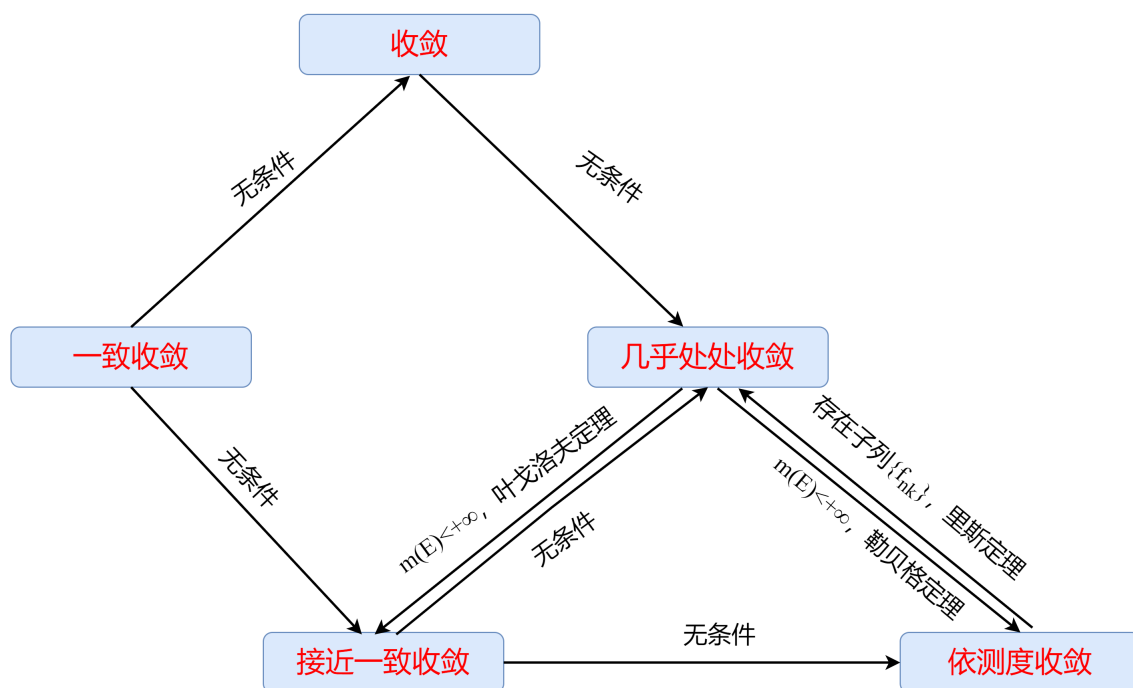 收敛
无条件
无条件
一致收敛
几乎处处收敛
无条件
m(E)<+∞，叶戈洛夫定理
无条件
存在子列{fnk}，里斯定理
m(E)<+∞，勒贝格定理
接近一致收敛
无条件
依测度收敛